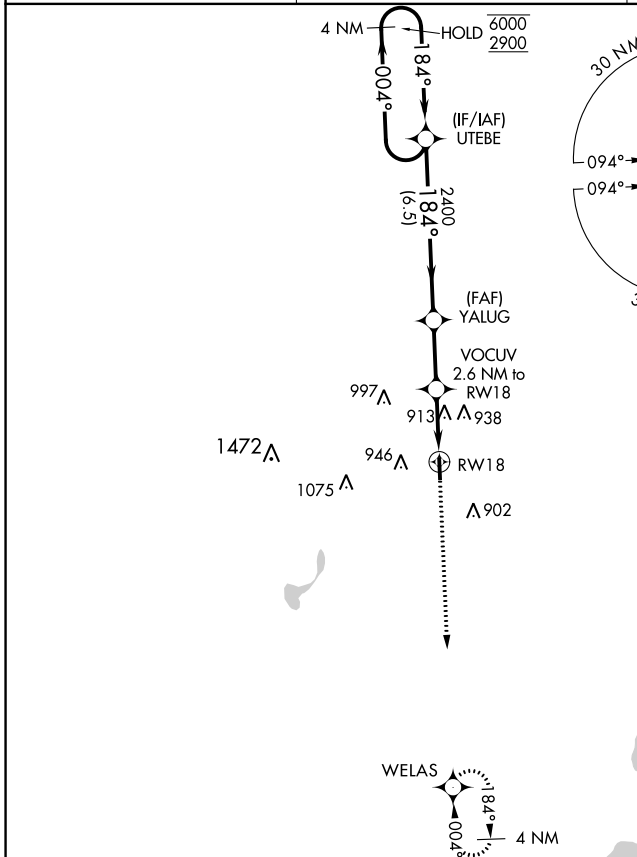 4 NM
HOLD
6000
2900
184°
004°
(IF/IAF)
UTEBE
30 NM
094°
094°
3
2400
184°
(6.5)
(FAF)
YALUG
VOCUV
2.6 NM to
RW18
997
913
938
1472
946
RW18
1075
902
WELAS
184°
004°
4 NM